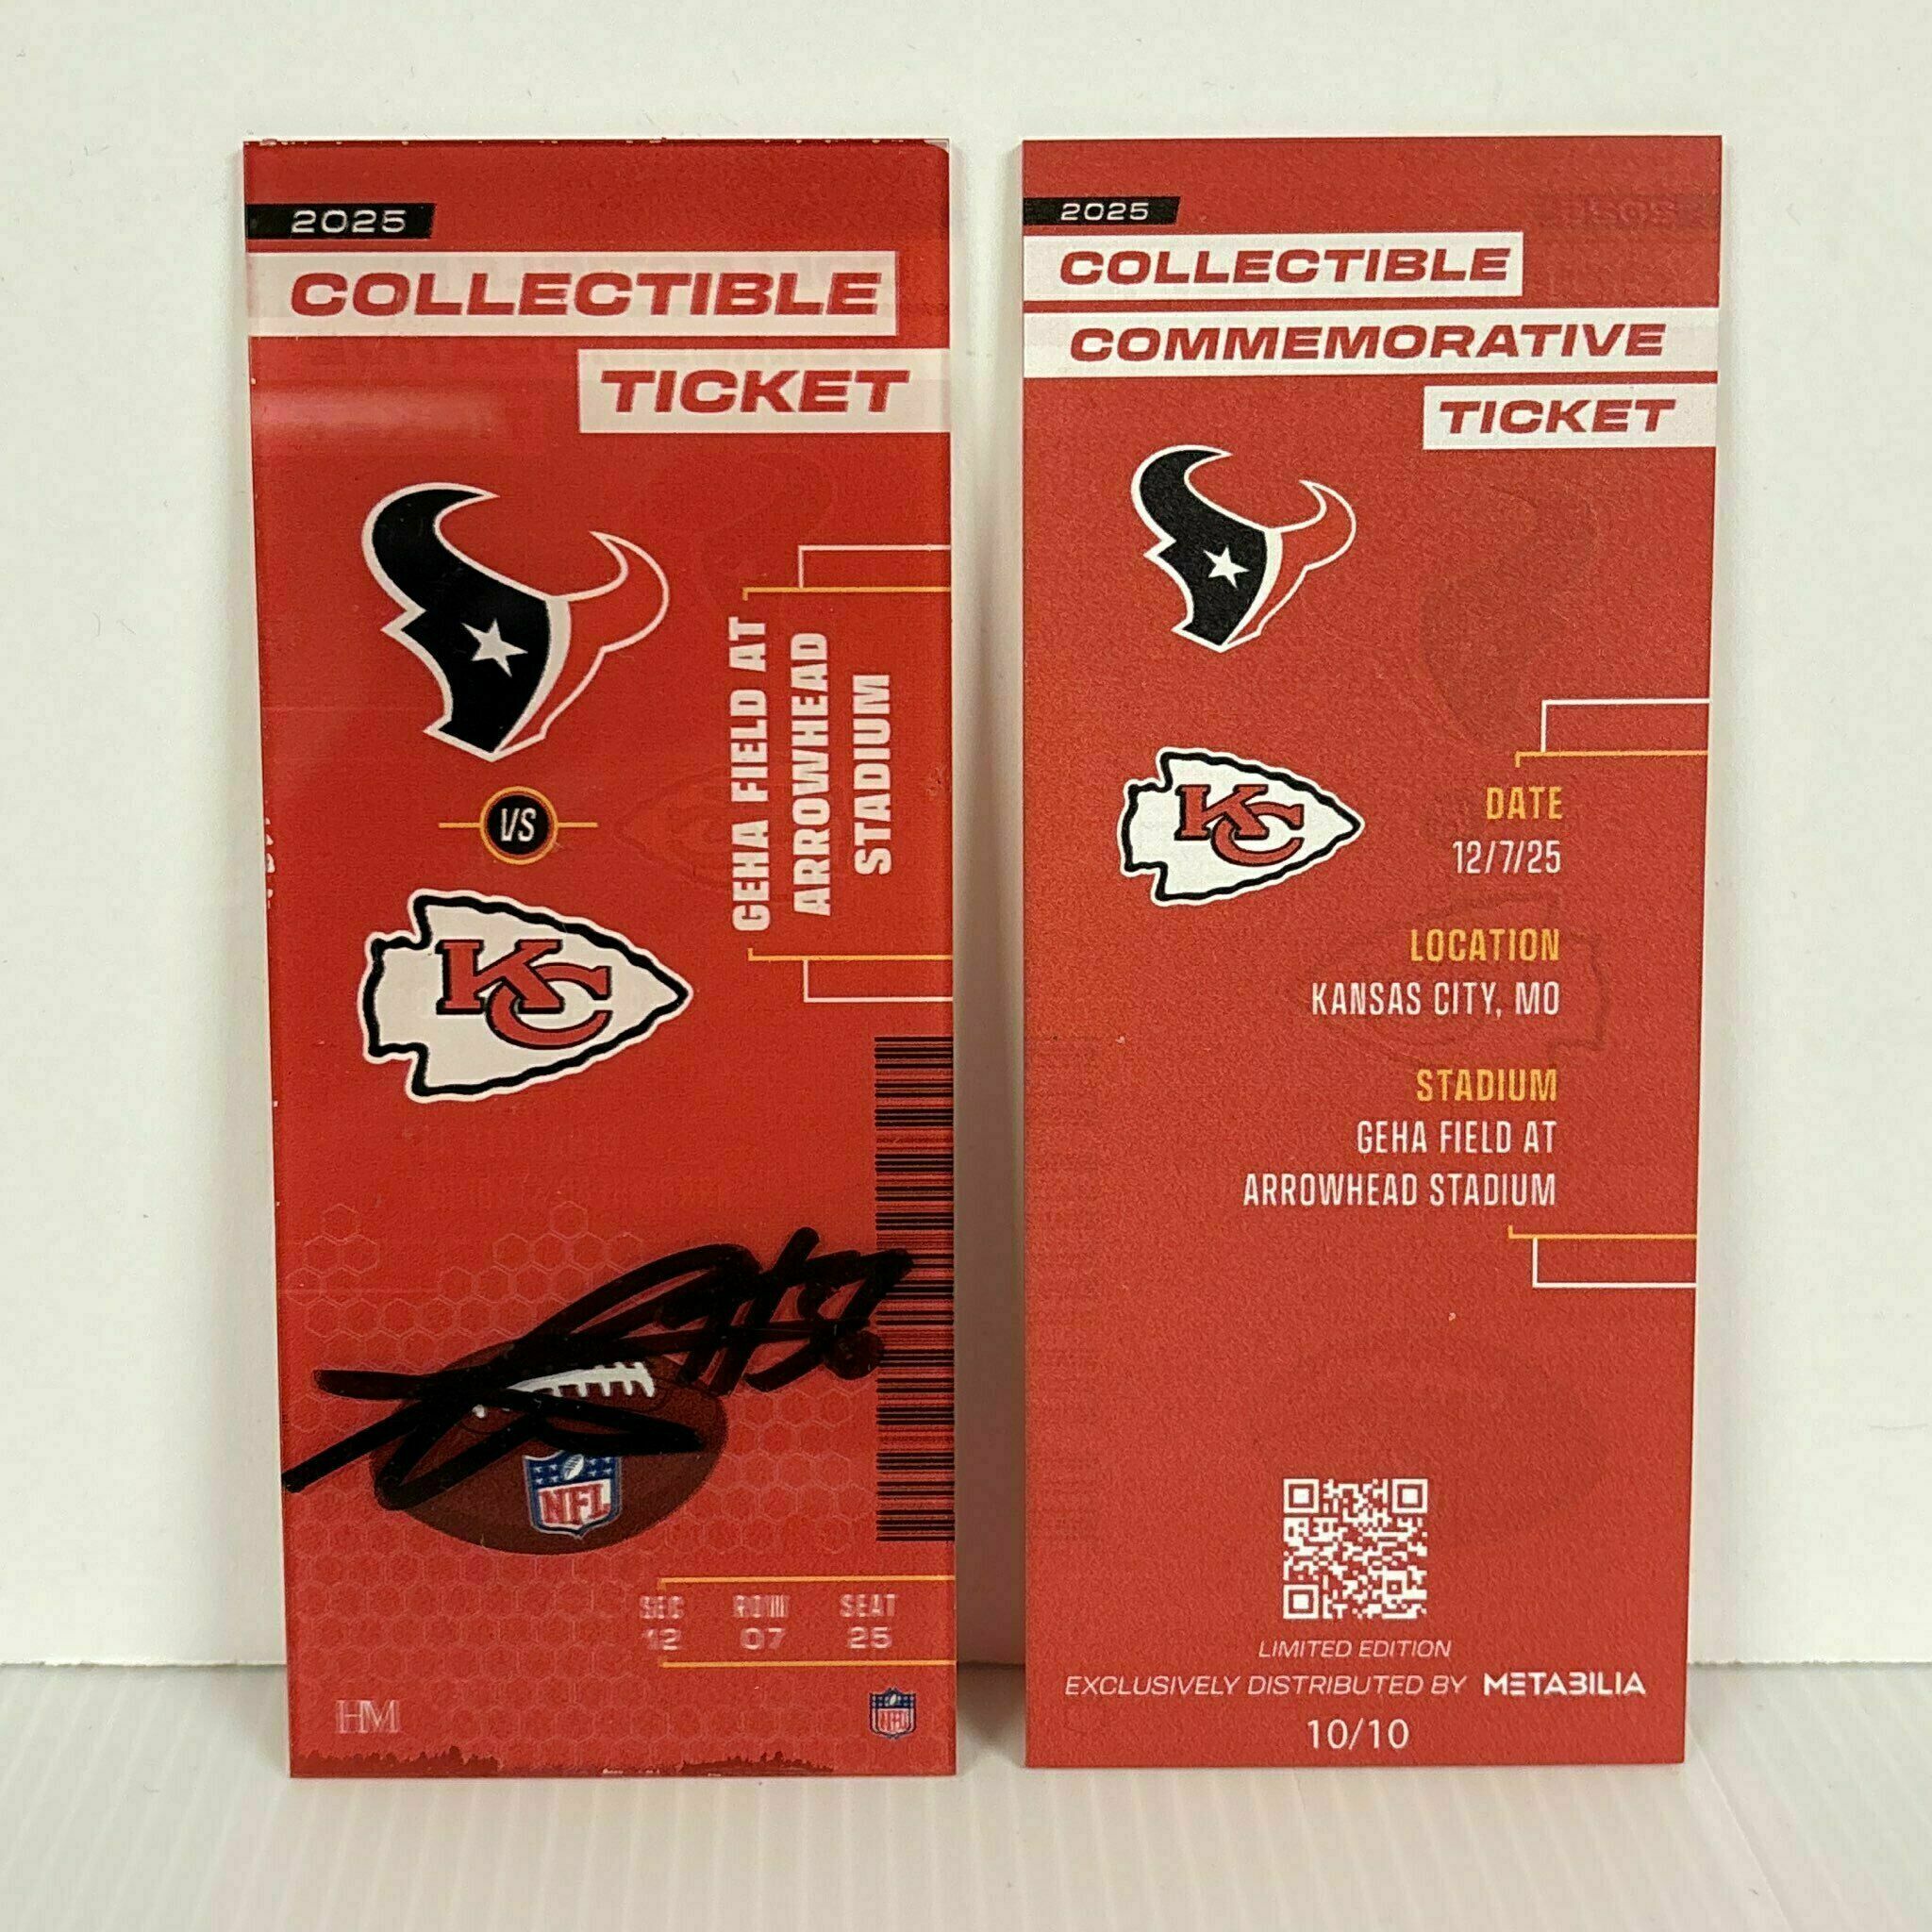 2025
COLLECTIBLE
TICKET
GEHA FIELD AT
ARROWHEAD
STADIUM
VS
KC
NFL
SEC ROW SEAT
12 07 25
HM
NFL
2025
COLLECTIBLE
COMMEMORATIVE
TICKET
KC
DATE
12/7/25
LOCATION
KANSAS CITY, MO
STADIUM
GEHA FIELD AT
ARROWHEAD STADIUM
LIMITED EDITION
EXCLUSIVELY DISTRIBUTED BY METABILIA
10/10